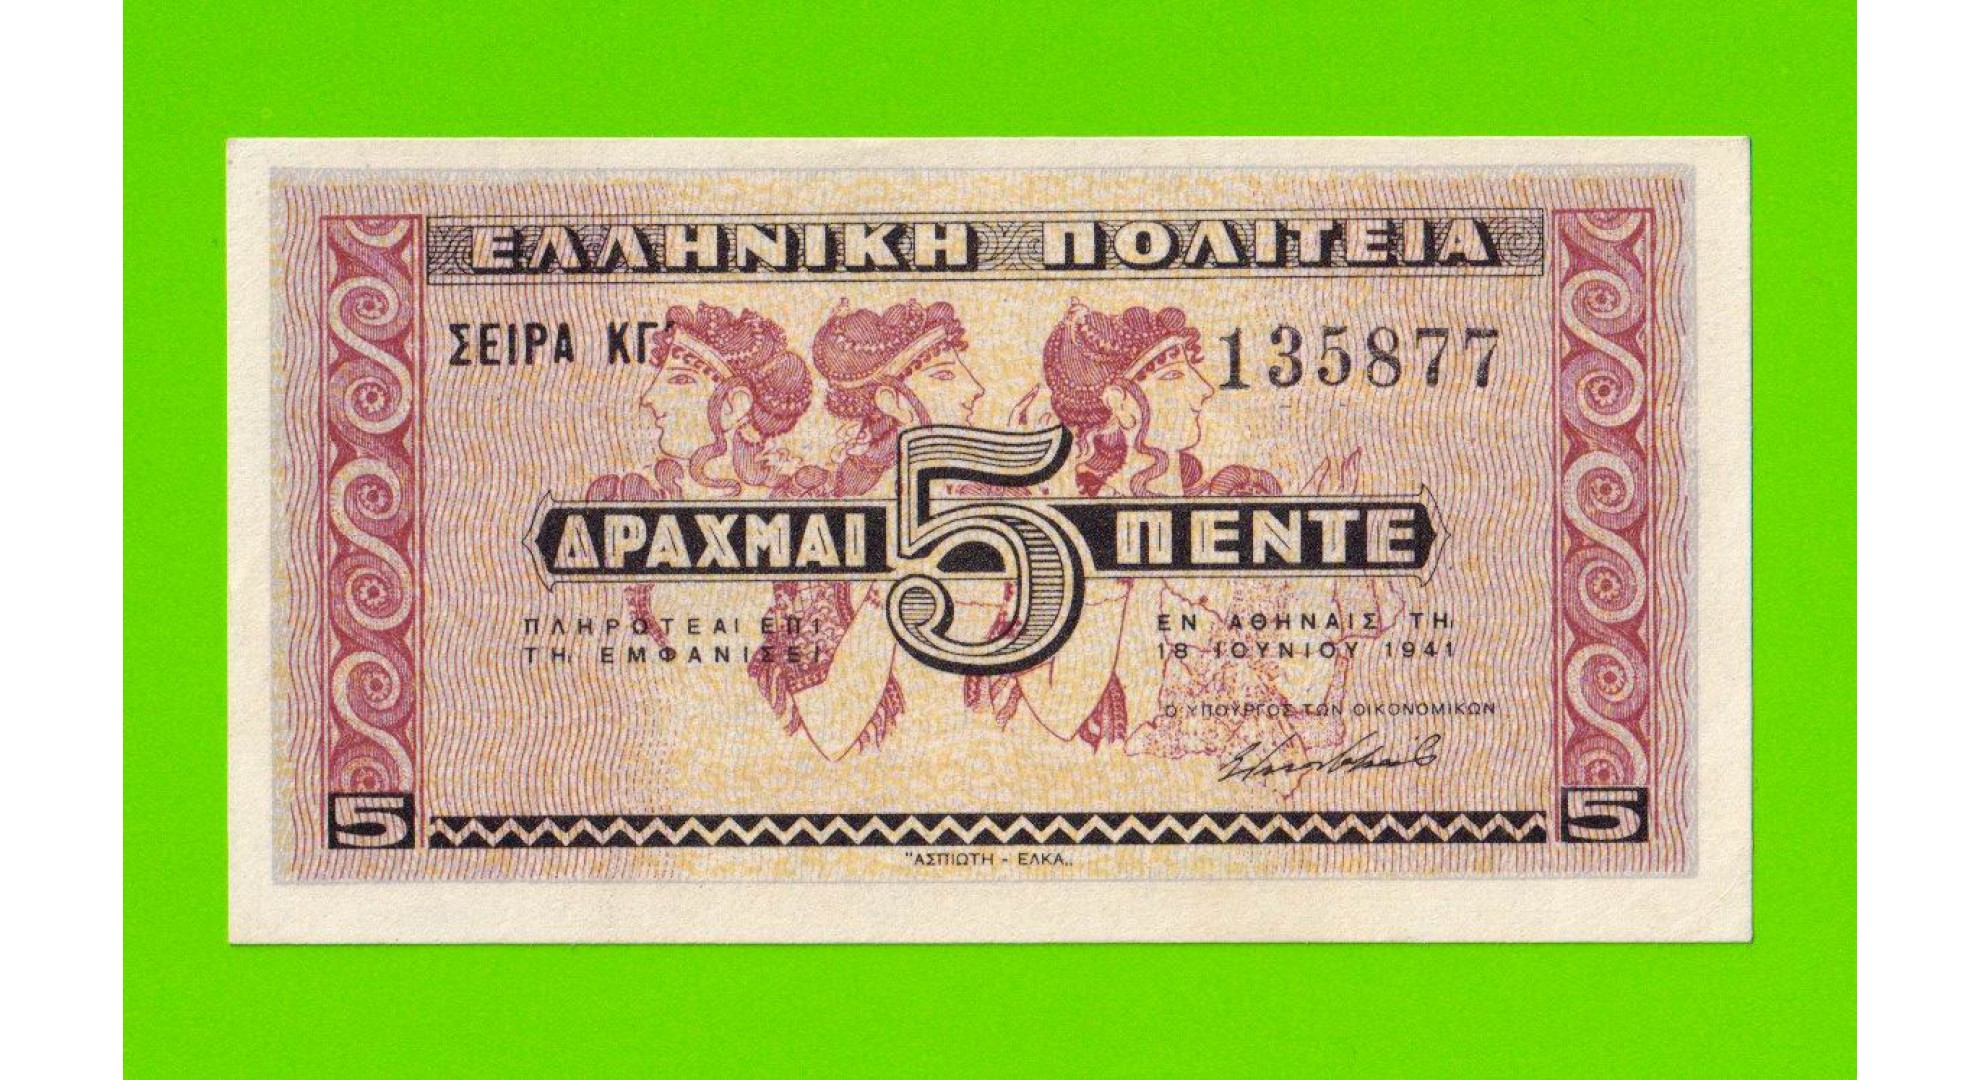 ΕΛΛΗΝΙΚΗ ΠΟΛΙΤΕΙΑ
ΣΕΙΡΑ ΚΓ' 135877
ΔΡΑΧΜΑΙ 5 ΠΕΝΤΕ
ΠΛΗΡΟΤΕΑΙ ΕΠΙ
ΤΗι ΕΜΦΑΝΙΣΕΙ
ΕΝ ΑΘΗΝΑΙΣ ΤΗι
18 ΙΟΥΝΙΟΥ 1941
Ο ΥΠΟΥΡΓΟΣ ΤΩΝ ΟΙΚΟΝΟΜΙΚΩΝ
5 5
"ΑΣΠΙΩΤΗ - ΕΛΚΑ„